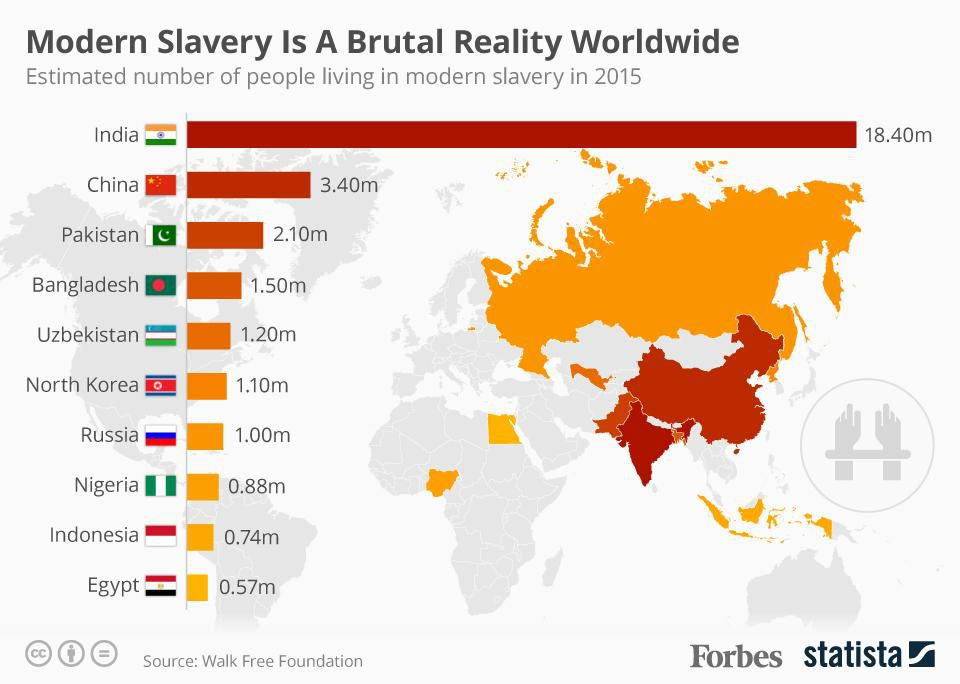 Modern Slavery Is A Brutal Reality Worldwide
Estimated number of people living in modern slavery in 2015
India 18.40m
China 3.40m
Pakistan 2.10m
Bangladesh 1.50m
Uzbekistan 1.20m
North Korea 1.10m
Russia 1.00m
Nigeria 0.88m
Indonesia 0.74m
Egypt 0.57m
cc
Source: Walk Free Foundation
Forbes statista